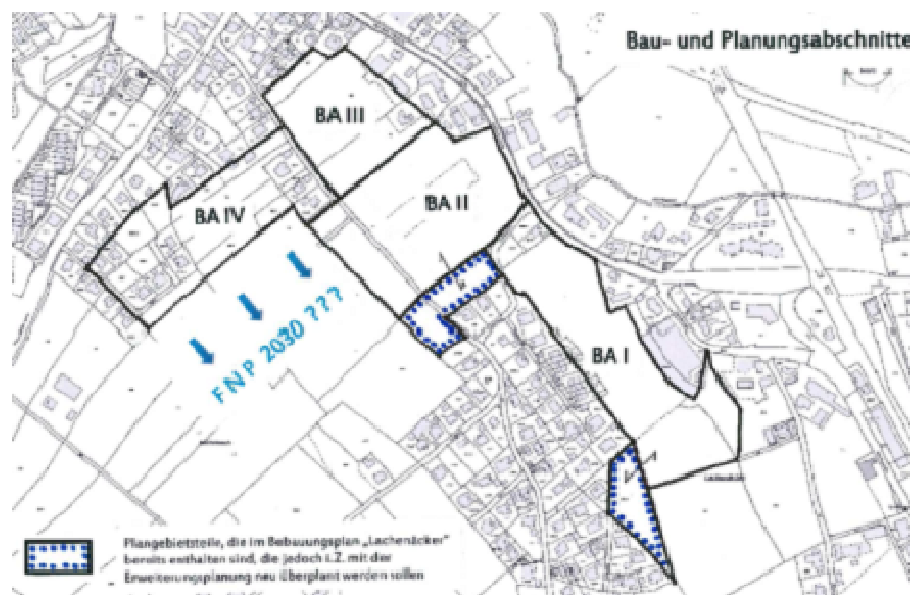 Bau- und Planungsabschnitte
BA III
BA II
BA IV
FNP 2030 ???
BA I
Plangebietsteile, die im Bebauungsplan „Lachenäcker"
bereits enthalten sind, die jedoch i.Z. mit der
Erweiterungsplanung neu überplant werden sollen